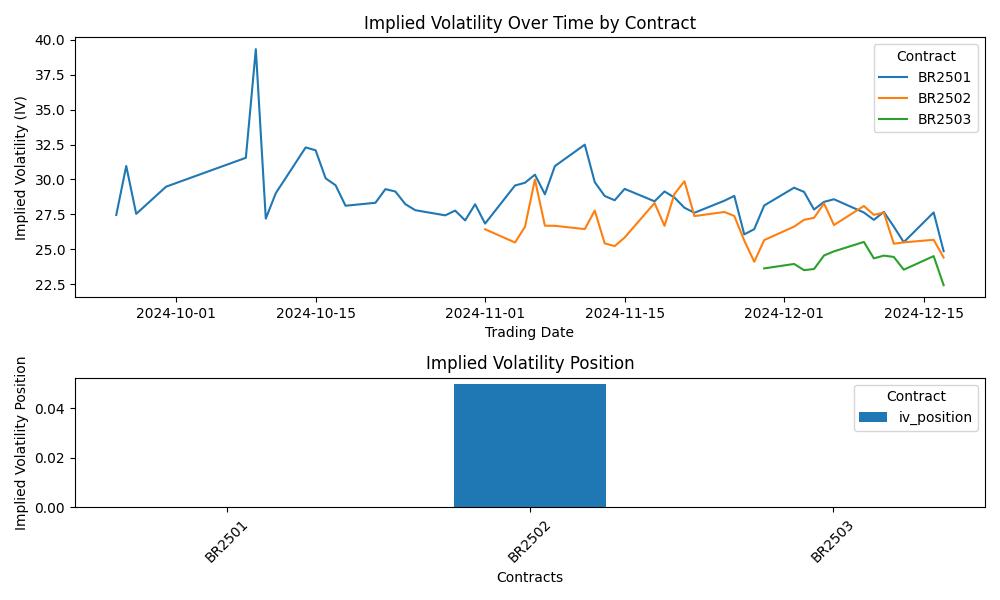 Implied Volatility Over Time by Contract
Implied Volatility (IV)
40.0
37.5
35.0
32.5
30.0
27.5
25.0
22.5
Contract
BR2501
BR2502
BR2503
2024-10-01 2024-10-15 2024-11-01 2024-11-15 2024-12-01 2024-12-15
Trading Date
Implied Volatility Position
Implied Volatility Position
0.04
0.02
0.00
Contract
iv_position
BR2501 BR2502 BR2503
Contracts